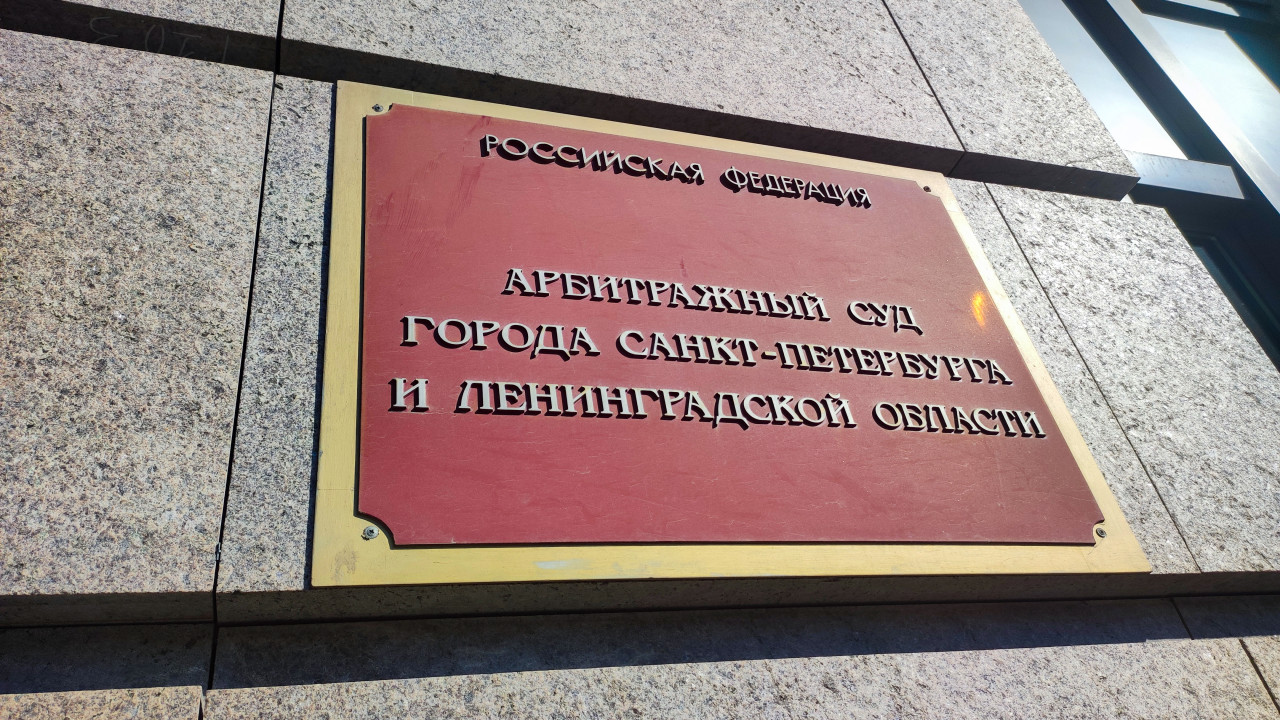 РОССИЙСКАЯ ФЕДЕРАЦИЯ
АРБИТРАЖНЫЙ СУД
ГОРОДА САНКТ-ПЕТЕРБУРГА
И ЛЕНИНГРАДСКОЙ ОБЛАСТИ